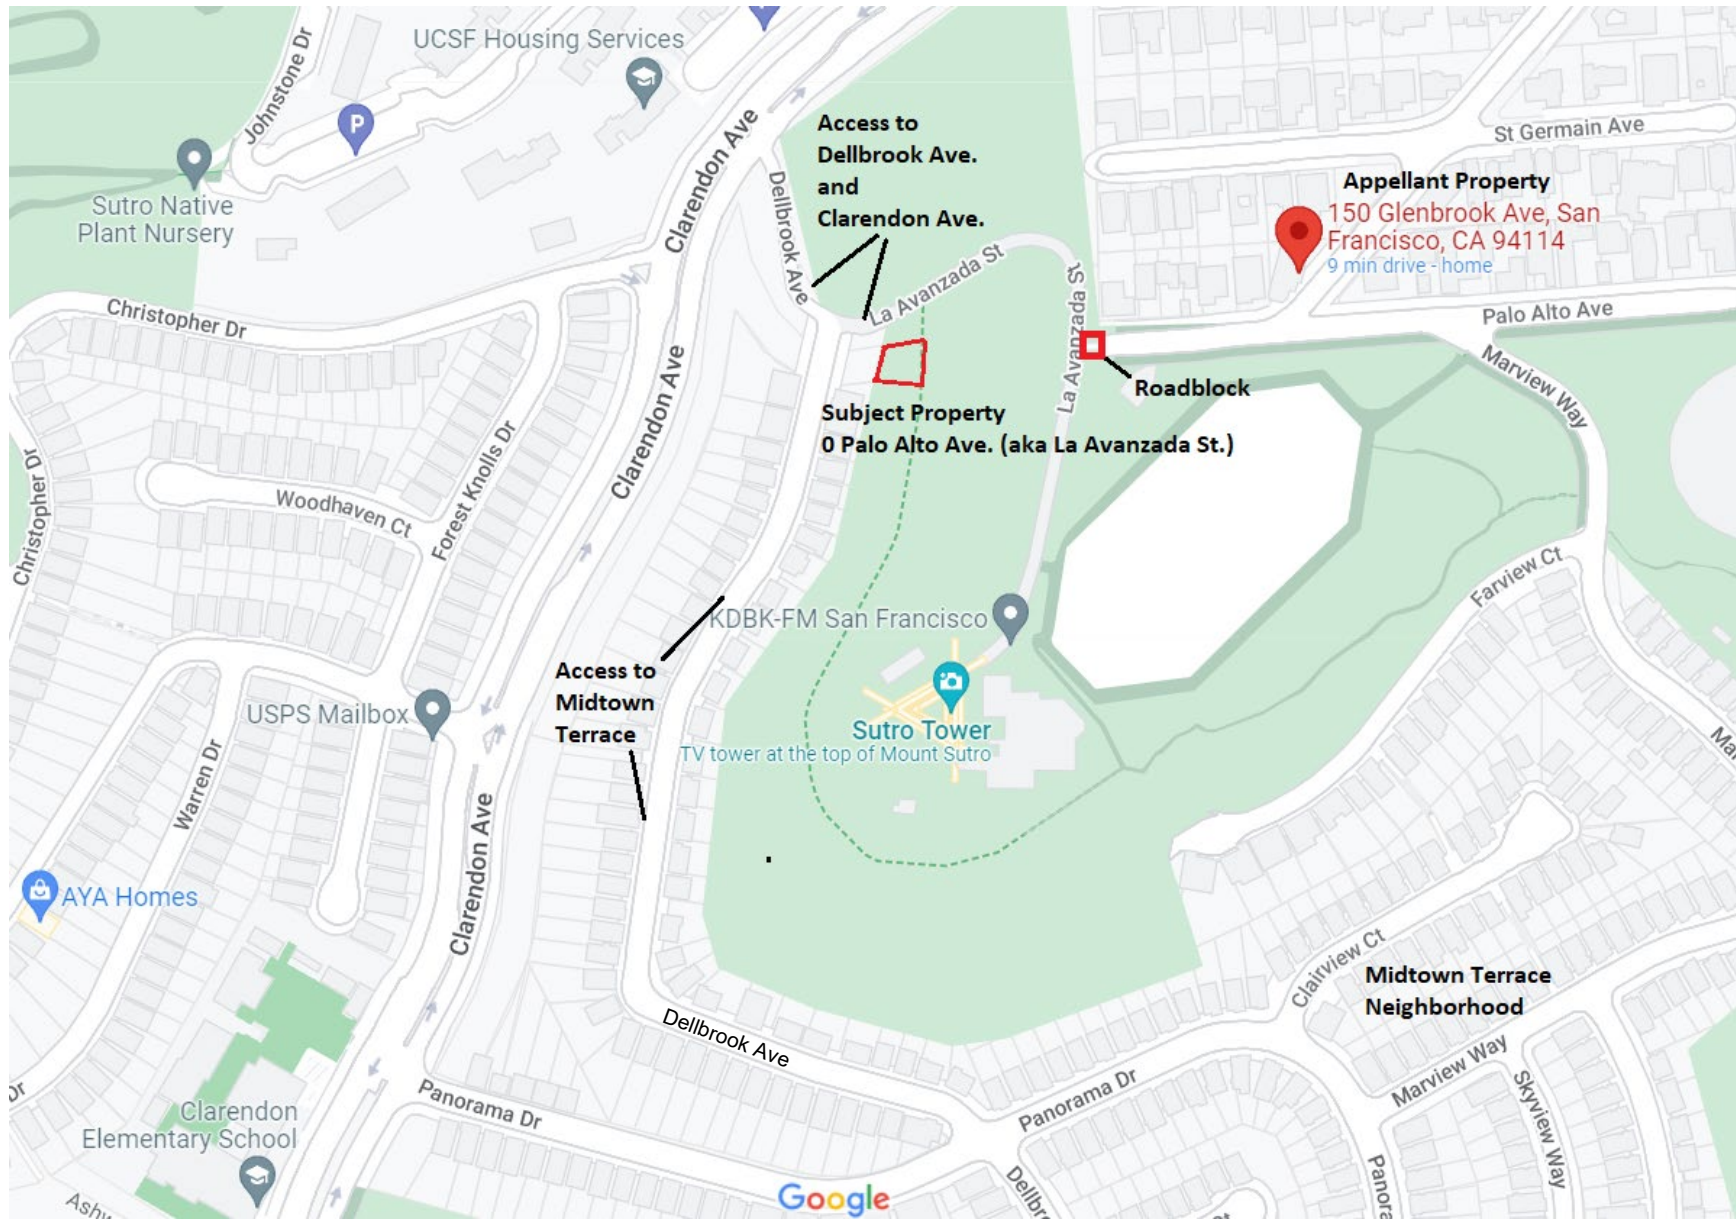 UCSF Housing Services
Johnstone Dr
P
Sutro Native
Plant Nursery
Clarendon Ave
Access to
Dellbrook Ave.
and
Clarendon Ave.
Dellbrook Ave
St Germain Ave
Appellant Property
150 Glenbrook Ave, San
Francisco, CA 94114
9 min drive - home
La Avanzada St
La Avanzada St
La Avanzada St
Palo Alto Ave
Christopher Dr
Marview Way
Roadblock
Subject Property
0 Palo Alto Ave. (aka La Avanzada St.)
Clarendon Ave
Christopher Dr
Woodhaven Ct
Forest Knolls Dr
Farview Ct
KDBK-FM San Francisco
Access to
Midtown
Terrace
USPS Mailbox
Sutro Tower
TV tower at the top of Mount Sutro
Warren Dr
Clarendon Ave
AYA Homes
Clairview Ct
Midtown Terrace
Neighborhood
Dellbrook Ave
Marview Way
Panorama Dr
Panorama Dr
Skyview Way
Clarendon
Elementary School
Google